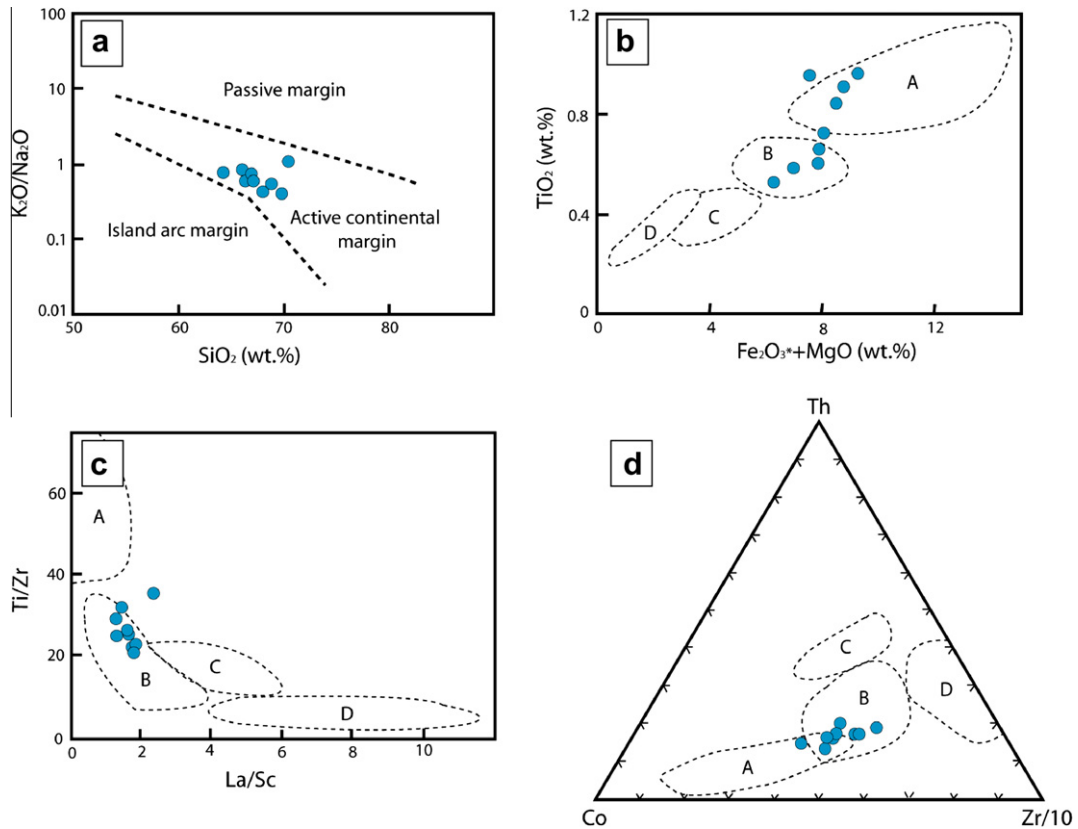 a
100
10
1
0.1
0.01
K₂O/Na₂O
Passive margin
Island arc margin
Active continental
margin
50
60
70
80
SiO₂ (wt.%)
b
1.2
0.8
0.4
0
TiO₂ (wt.%)
A
B
C
D
0
4
8
12
Fe₂O₃*+MgO (wt.%)
c
60
40
20
0
Ti/Zr
A
B
C
D
0
2
4
6
8
10
La/Sc
d
Th
C
B
D
A
Co
Zr/10